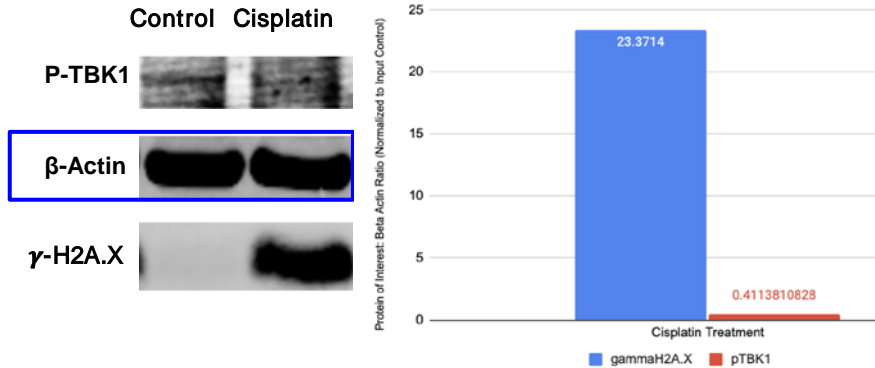 Control Cisplatin
P-TBK1
β-Actin
γ-H2A.X
Protein of Interest: Beta Actin Ratio (Normalized to Input Control)
25
20
15
10
5
0
23.3714
0.4113810828
Cisplatin Treatment
gammaH2A.X pTBK1